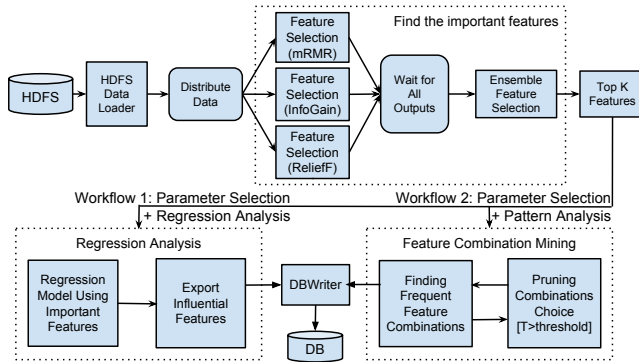 Find the important features
Feature
Selection
(mRMR)
HDFS
HDFS
Data
Loader
Distribute
Data
Feature
Selection
(InfoGain)
Feature
Selection
(ReliefF)
Wait for
All
Outputs
Ensemble
Feature
Selection
Top K
Features
Workflow 1: Parameter Selection
+ Regression Analysis
Workflow 2: Parameter Selection
+ Pattern Analysis
Regression Analysis
Regression
Model Using
Important
Features
Export
Influential
Features
DBWriter
DB
Feature Combination Mining
Finding
Frequent
Feature
Combinations
Pruning
Combinations
Choice
[T>threshold]